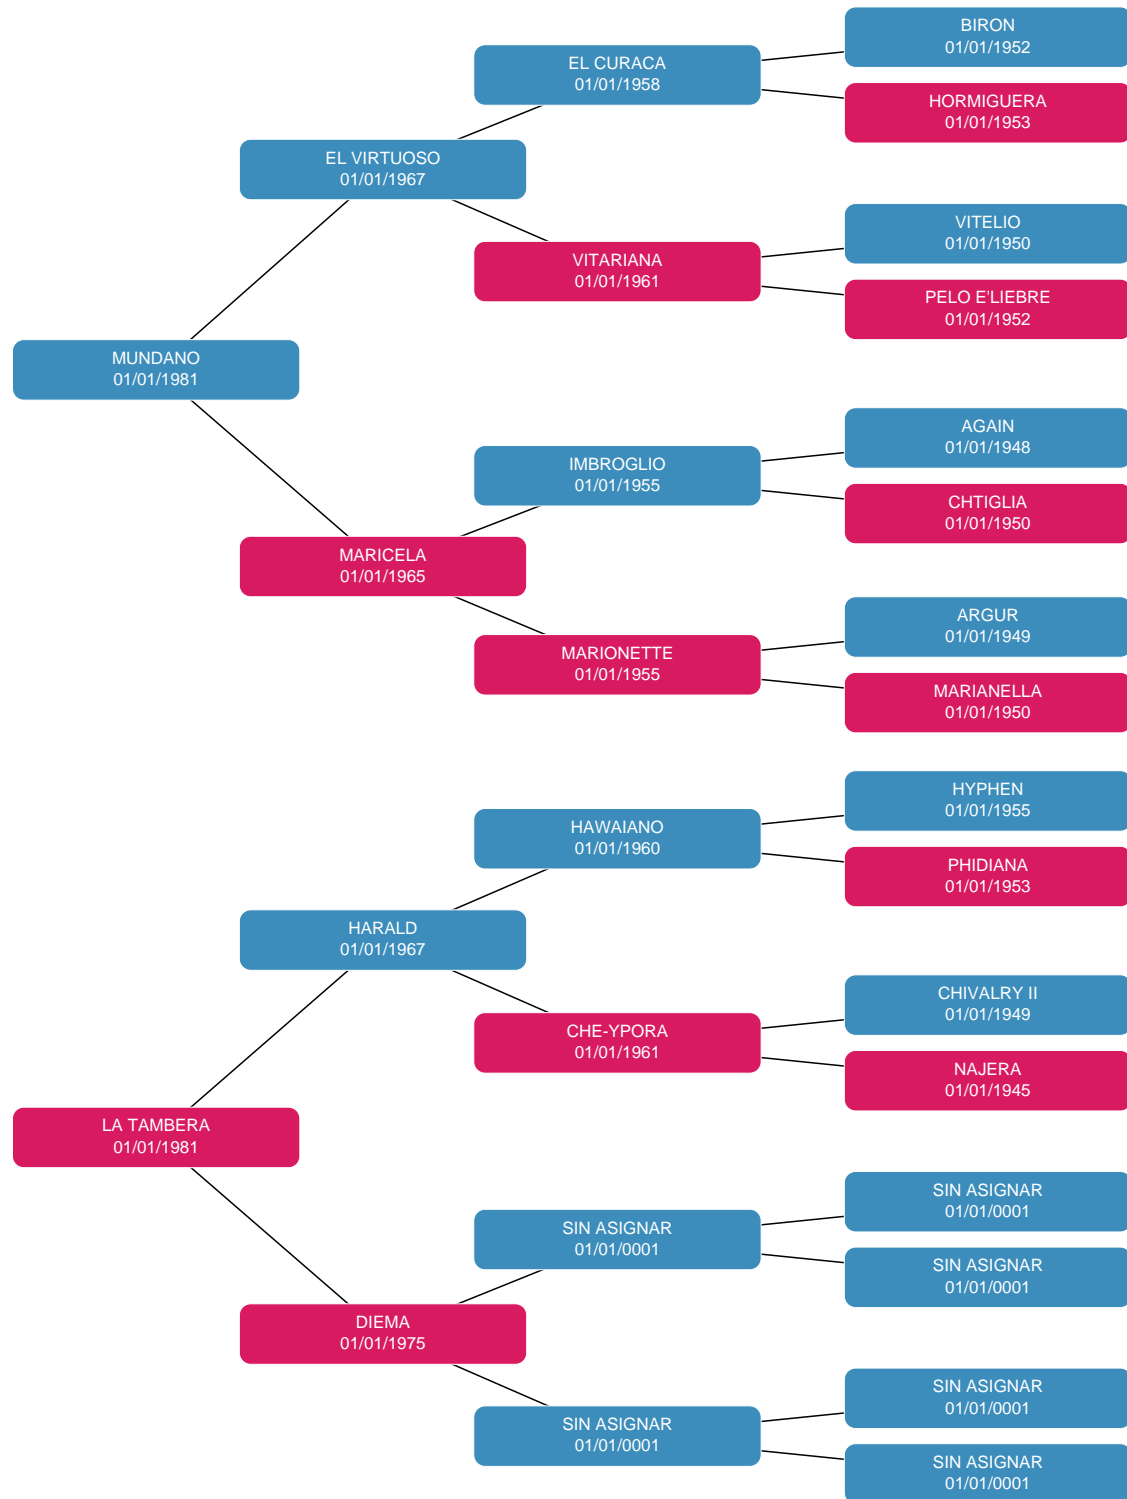 BIRON
01/01/1952
EL CURACA
01/01/1958
HORMIGUERA
01/01/1953
EL VIRTUOSO
01/01/1967
VITELIO
01/01/1950
VITARIANA
01/01/1961
PELO E'LIEBRE
01/01/1952
MUNDANO
01/01/1981
AGAIN
01/01/1948
IMBROGLIO
01/01/1955
CHTIGLIA
01/01/1950
MARICELA
01/01/1965
ARGUR
01/01/1949
MARIONETTE
01/01/1955
MARIANELLA
01/01/1950
HYPHEN
01/01/1955
HAWAIANO
01/01/1960
PHIDIANA
01/01/1953
HARALD
01/01/1967
CHIVALRY II
01/01/1949
CHE-YPORA
01/01/1961
NAJERA
01/01/1945
LA TAMBERA
01/01/1981
SIN ASIGNAR
01/01/0001
SIN ASIGNAR
01/01/0001
SIN ASIGNAR
01/01/0001
DIEMA
01/01/1975
SIN ASIGNAR
01/01/0001
SIN ASIGNAR
01/01/0001
SIN ASIGNAR
01/01/0001